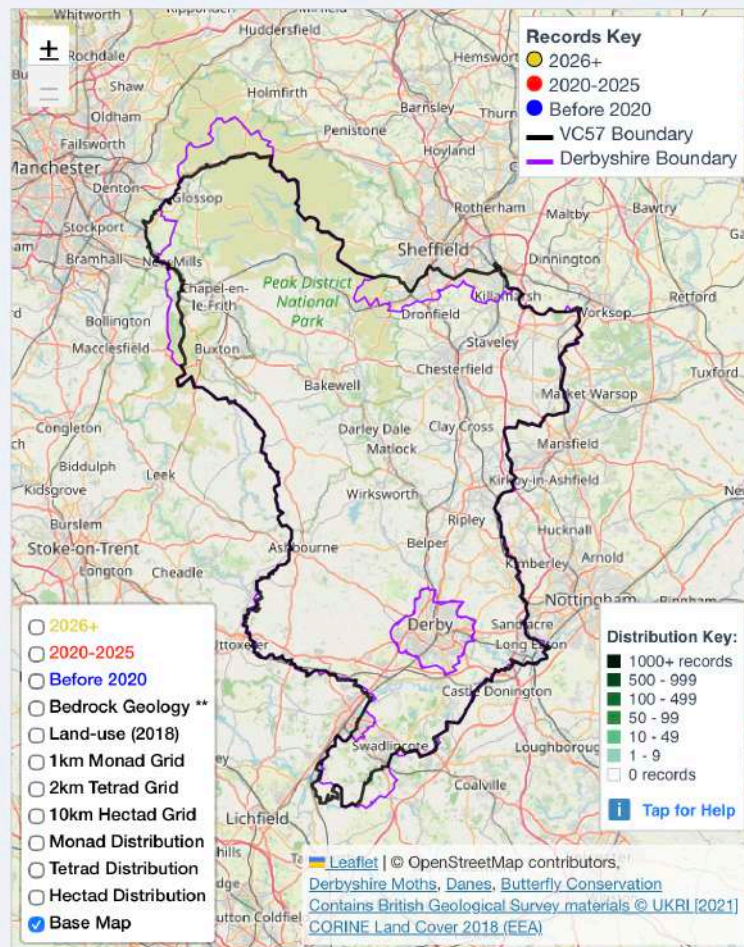 Whitworth
Ramsbottom
Huddersfield
+
Rochdale
Hemsworth
Shaw
Holmfirth
Barnsley
Oldham
Penistone
Failsworth
Hoyland
Manchester
Denton
Glossop
Rotherham
Maltby
Bawtry
Stockport
Sheffield
Bramhall
New Mills
Dinnington
Chapel-en-
le-Frith
Peak District
National
Park
Killamarsh
Retford
Bollington
Dronfield
Worksop
Macclesfield
Buxton
Staveley
Chesterfield
Tuxford
Bakewell
Market Warsop
Congleton
Darley Dale
Clay Cross
Matlock
Mansfield
Biddulph
Leek
Kirkby-in-Ashfield
Kidsgrove
Wirksworth
Burslem
Ripley
Hucknall
Stoke-on-Trent
Ashbourne
Belper
Arnold
Longton
Cheadle
Kimberley
Nottingham
Bingham
Derby
Sandiacre
Uttoxeter
Long Eaton
Castle Donington
Swadlincote
Loughborough
Coalville
Lichfield
Sutton Coldfield
Records Key
2026+
2020-2025
Before 2020
VC57 Boundary
Derbyshire Boundary
2026+
2020-2025
Before 2020
Bedrock Geology **
Land-use (2018)
1km Monad Grid
2km Tetrad Grid
10km Hectad Grid
Monad Distribution
Tetrad Distribution
Hectad Distribution
Base Map
Distribution Key:
1000+ records
500 - 999
100 - 499
50 - 99
10 - 49
1 - 9
0 records
i Tap for Help
Leaflet | © OpenStreetMap contributors,
Derbyshire Moths, Danes, Butterfly Conservation
Contains British Geological Survey materials © UKRI [2021]
CORINE Land Cover 2018 (EEA)